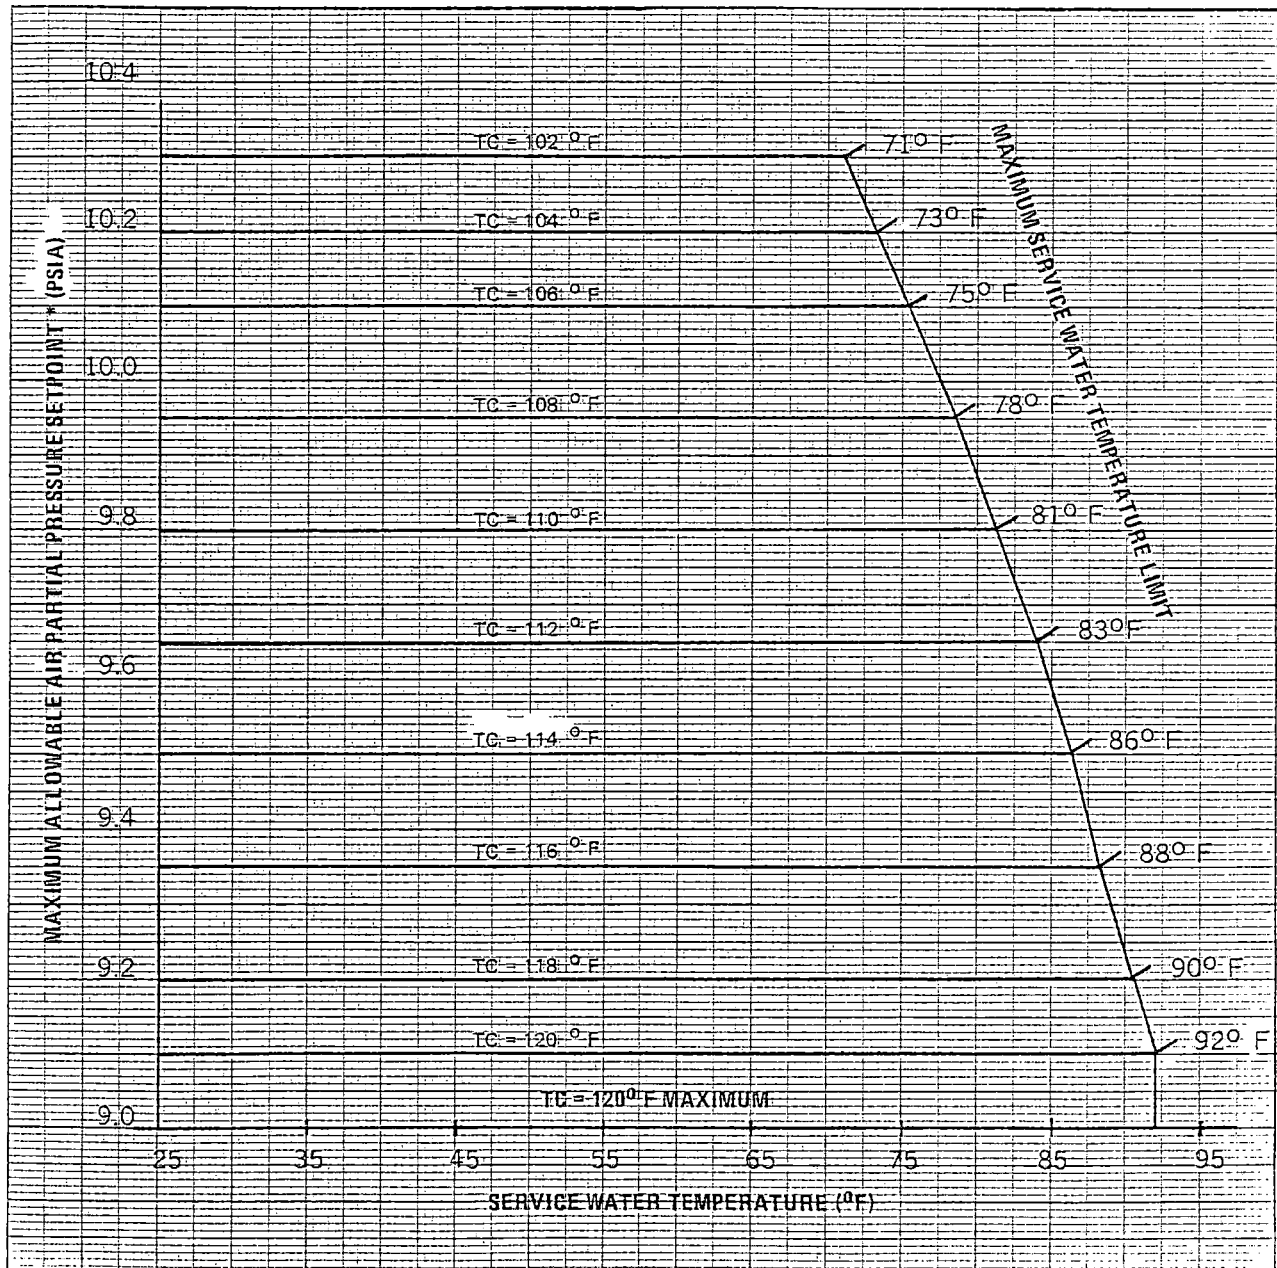 10.4
TC = 102 °F
71° F
10.2
TC = 104 °F
73° F
TC = 106 °F
75° F
10.0
TC = 108 °F
78° F
9.8
TC = 110 °F
81° F
TC = 112 °F
83°F
9.6
TC = 114 °F
86° F
9.4
TC = 116 °F
88° F
9.2
TC = 118 °F
90° F
TC = 120 °F
92° F
TC = 120° F MAXIMUM
9.0
25 35 45 55 65 75 85 95
SERVICE WATER TEMPERATURE (°F)
MAXIMUM ALLOWABLE AIR PARTIAL PRESSURE SETPOINT * (PSIA)
MAXIMUM SERVICE WATER TEMPERATURE LIMIT